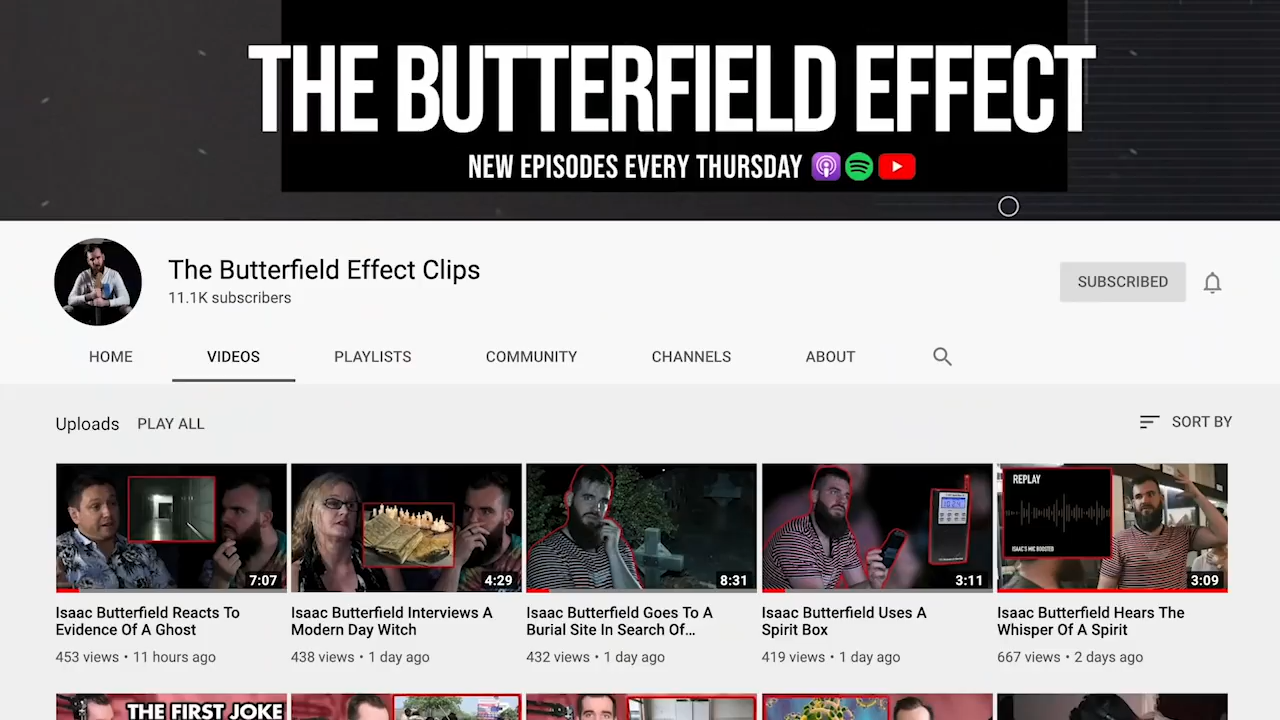 THE BUTTERFIELD EFFECT
NEW EPISODES EVERY THURSDAY
The Butterfield Effect Clips
11.1K subscribers
SUBSCRIBED
HOME
VIDEOS
PLAYLISTS
COMMUNITY
CHANNELS
ABOUT
Uploads
PLAY ALL
SORT BY
7:07
4:29
8:31
3:11
REPLAY
ISAAC'S MIC BOOSTED
3:09
Isaac Butterfield Reacts To
Evidence Of A Ghost
453 views • 11 hours ago
Isaac Butterfield Interviews A
Modern Day Witch
438 views • 1 day ago
Isaac Butterfield Goes To A
Burial Site In Search Of…
432 views • 1 day ago
Isaac Butterfield Uses A
Spirit Box
419 views • 1 day ago
Isaac Butterfield Hears The
Whisper Of A Spirit
667 views • 2 days ago
THE FIRST JOKE